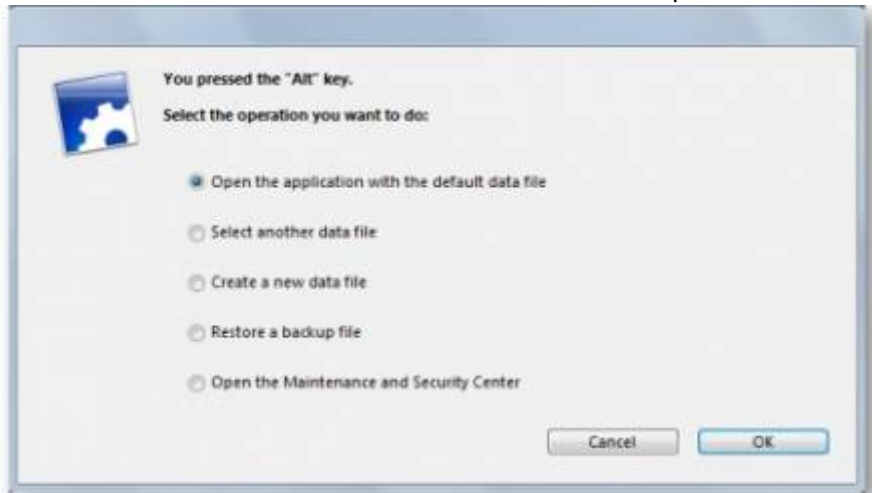 You pressed the "Alt" key.
Select the operation you want to do:
Open the application with the default data file
Select another data file
Create a new data file
Restore a backup file
Open the Maintenance and Security Center
Cancel OK